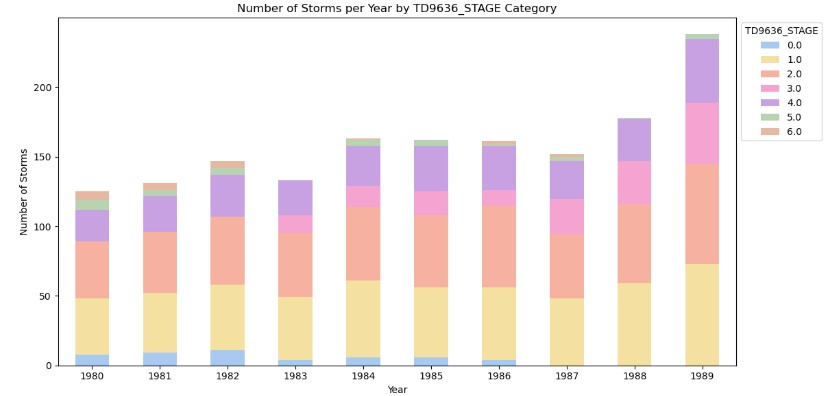 Number of Storms per Year by TD9636_STAGE Category
TD9636_STAGE
0.0
1.0
2.0
3.0
4.0
5.0
6.0
Number of Storms
200
150
100
50
0
1980 1981 1982 1983 1984 1985 1986 1987 1988 1989
Year